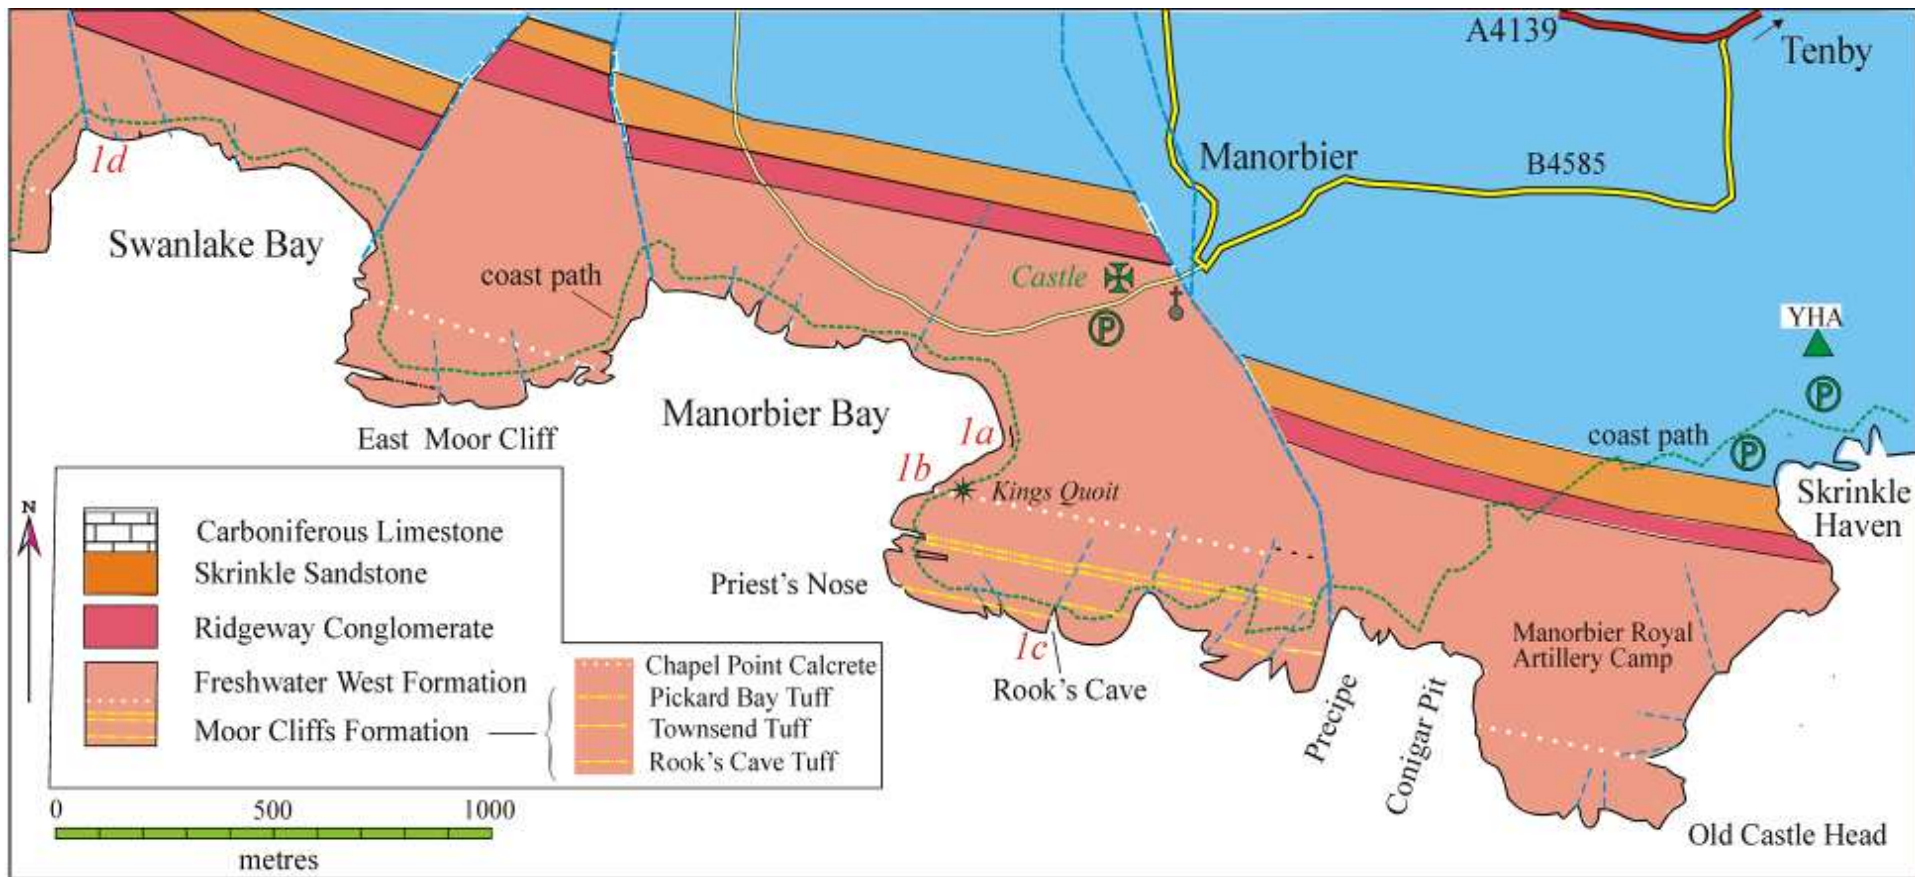 A4139
Tenby
Manorbier
B4585
1d
Swanlake Bay
coast path
Castle
P
YHA
P
Manorbier Bay
1a
East Moor Cliff
coast path
P
1b
Kings Quoit
Skrinkle
Haven
N
Carboniferous Limestone
Skrinkle Sandstone
Ridgeway Conglomerate
Freshwater West Formation
Moor Cliffs Formation
Chapel Point Calcrete
Pickard Bay Tuff
Townsend Tuff
Rook's Cave Tuff
Priest's Nose
1c
Rook's Cave
Precipe
Conigar Pit
Manorbier Royal
Artillery Camp
Old Castle Head
0 500 1000
metres